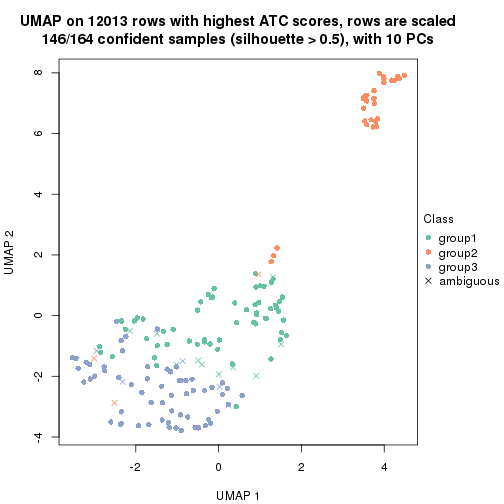 UMAP on 12013 rows with highest ATC scores, rows are scaled
146/164 confident samples (silhouette > 0.5), with 10 PCs
8
6
4
2
0
-2
-4
UMAP 2
-2
0
2
4
UMAP 1
Class
group1
group2
group3
ambiguous